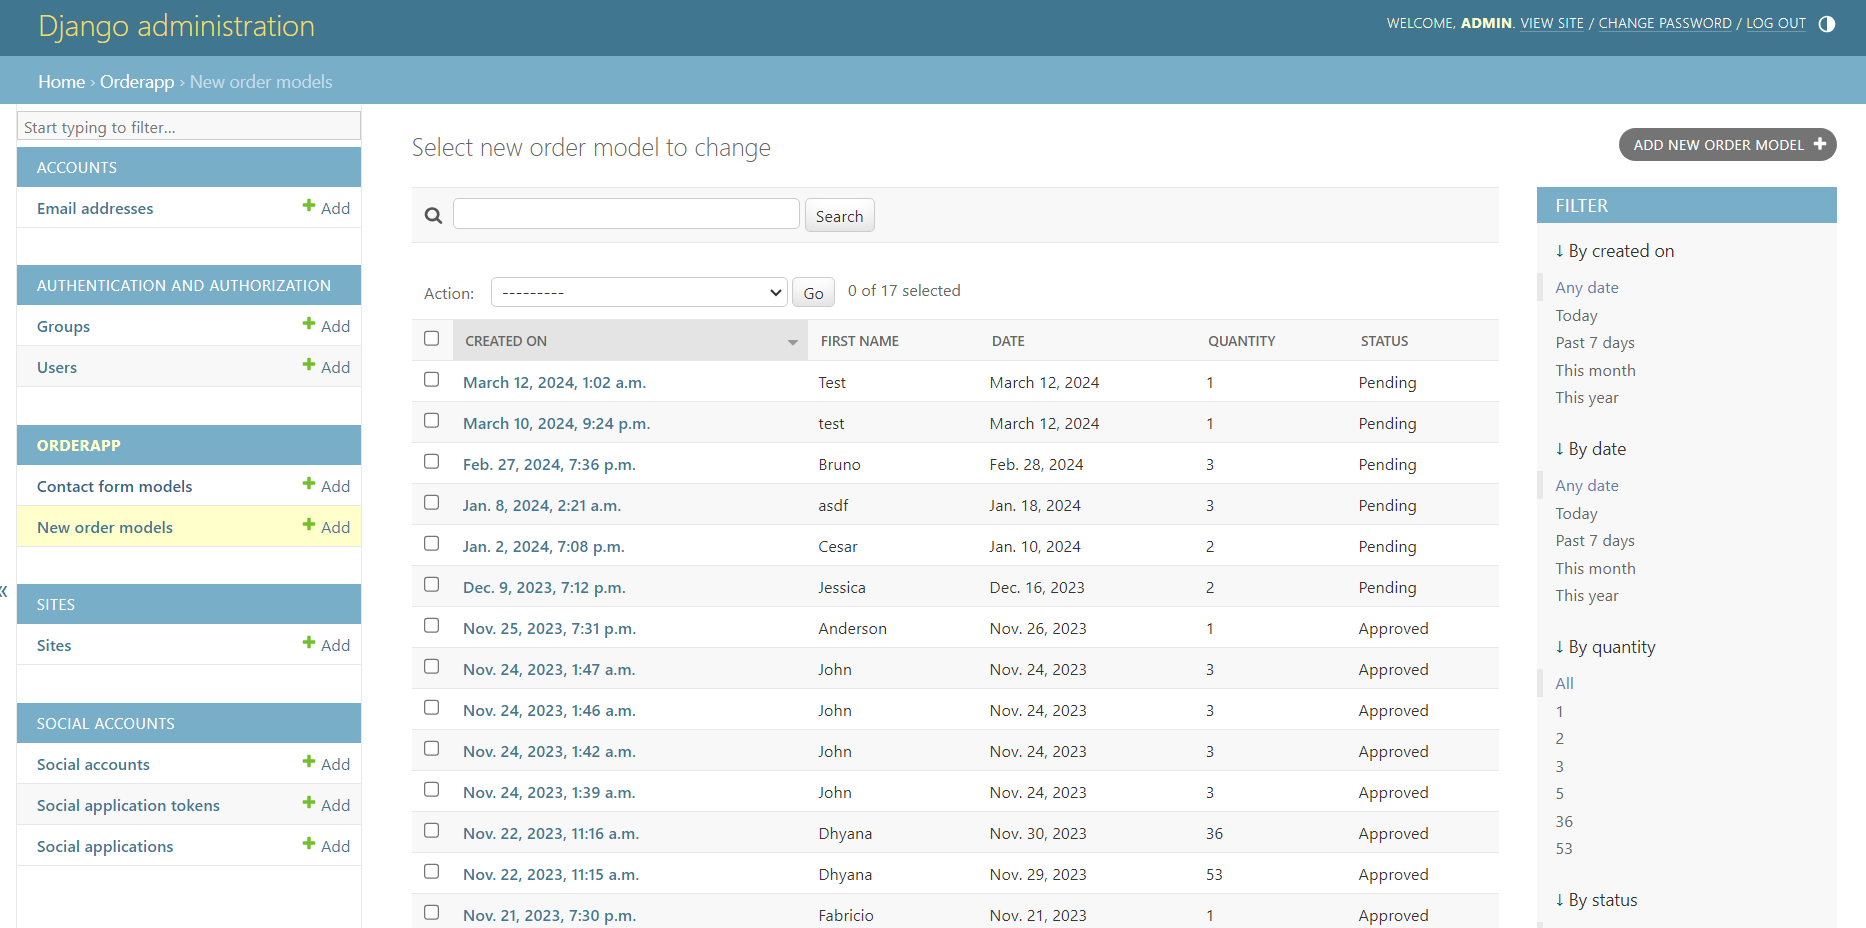 Django administration
WELCOME, ADMIN. VIEW SITE / CHANGE PASSWORD / LOG OUT
Home › Orderapp › New order models
Start typing to filter...
ACCOUNTS
Email addresses Add
AUTHENTICATION AND AUTHORIZATION
Groups Add
Users Add
ORDERAPP
Contact form models Add
New order models Add
«
SITES
Sites Add
SOCIAL ACCOUNTS
Social accounts Add
Social application tokens Add
Social applications Add
Select new order model to change
ADD NEW ORDER MODEL
Search
Action: --------- Go 0 of 17 selected
CREATED ON FIRST NAME DATE QUANTITY STATUS
March 12, 2024, 1:02 a.m. Test March 12, 2024 1 Pending
March 10, 2024, 9:24 p.m. test March 12, 2024 1 Pending
Feb. 27, 2024, 7:36 p.m. Bruno Feb. 28, 2024 3 Pending
Jan. 8, 2024, 2:21 a.m. asdf Jan. 18, 2024 3 Pending
Jan. 2, 2024, 7:08 p.m. Cesar Jan. 10, 2024 2 Pending
Dec. 9, 2023, 7:12 p.m. Jessica Dec. 16, 2023 2 Pending
Nov. 25, 2023, 7:31 p.m. Anderson Nov. 26, 2023 1 Approved
Nov. 24, 2023, 1:47 a.m. John Nov. 24, 2023 3 Approved
Nov. 24, 2023, 1:46 a.m. John Nov. 24, 2023 3 Approved
Nov. 24, 2023, 1:42 a.m. John Nov. 24, 2023 3 Approved
Nov. 24, 2023, 1:39 a.m. John Nov. 24, 2023 3 Approved
Nov. 22, 2023, 11:16 a.m. Dhyana Nov. 30, 2023 36 Approved
Nov. 22, 2023, 11:15 a.m. Dhyana Nov. 29, 2023 53 Approved
Nov. 21, 2023, 7:30 p.m. Fabricio Nov. 21, 2023 1 Approved
FILTER
↓ By created on
Any date
Today
Past 7 days
This month
This year
↓ By date
Any date
Today
Past 7 days
This month
This year
↓ By quantity
All
1
2
3
5
36
53
↓ By status